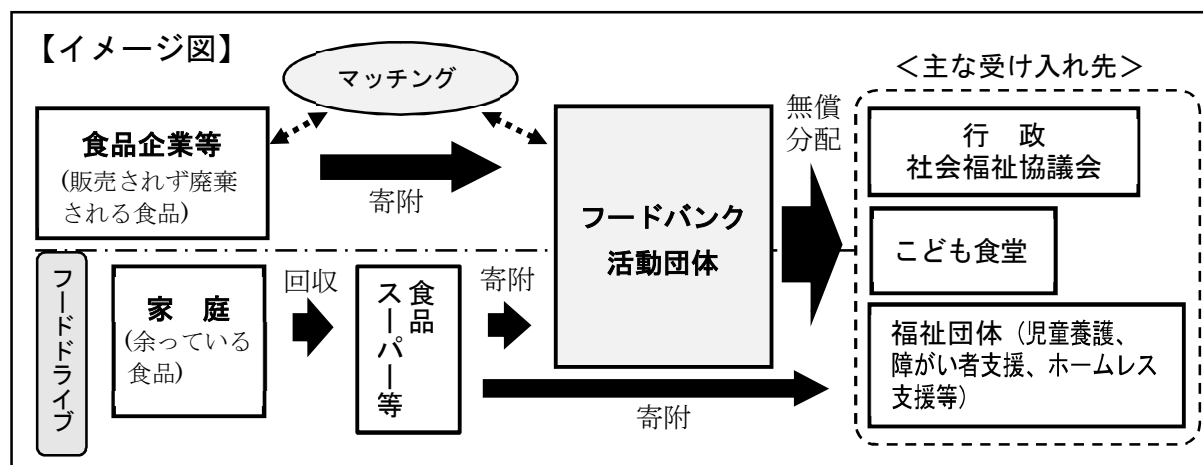 【イメージ図】
マッチング
食品企業等
(販売されず廃棄
される食品)
寄附
フードバンク
活動団体
無償
分配
＜主な受け入れ先＞
行　政
社会福祉協議会
こども食堂
福祉団体（児童養護、
障がい者支援、ホームレス
支援等）
フードドライブ
家　庭
(余っている
食品)
回収
食品
スーパー等
寄附
寄附